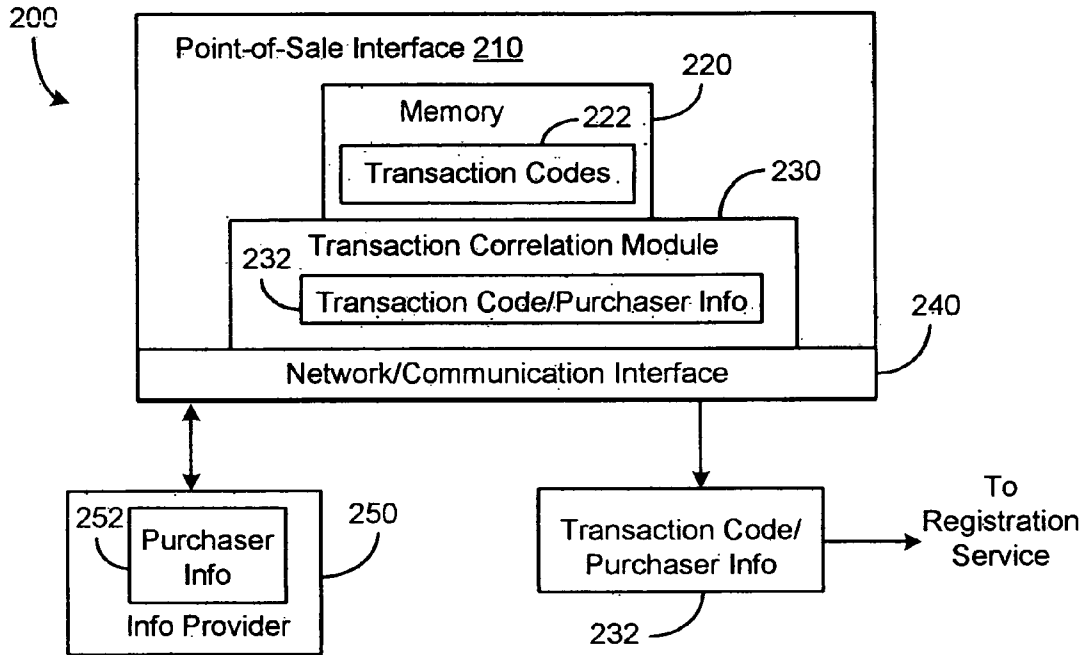 200
Point-of-Sale Interface 210
220
Memory
222
Transaction Codes
230
Transaction Correlation Module
232
Transaction Code/Purchaser Info
240
Network/Communication Interface
252
Purchaser
Info
250
Info Provider
Transaction Code/
Purchaser Info
232
To
Registration
Service